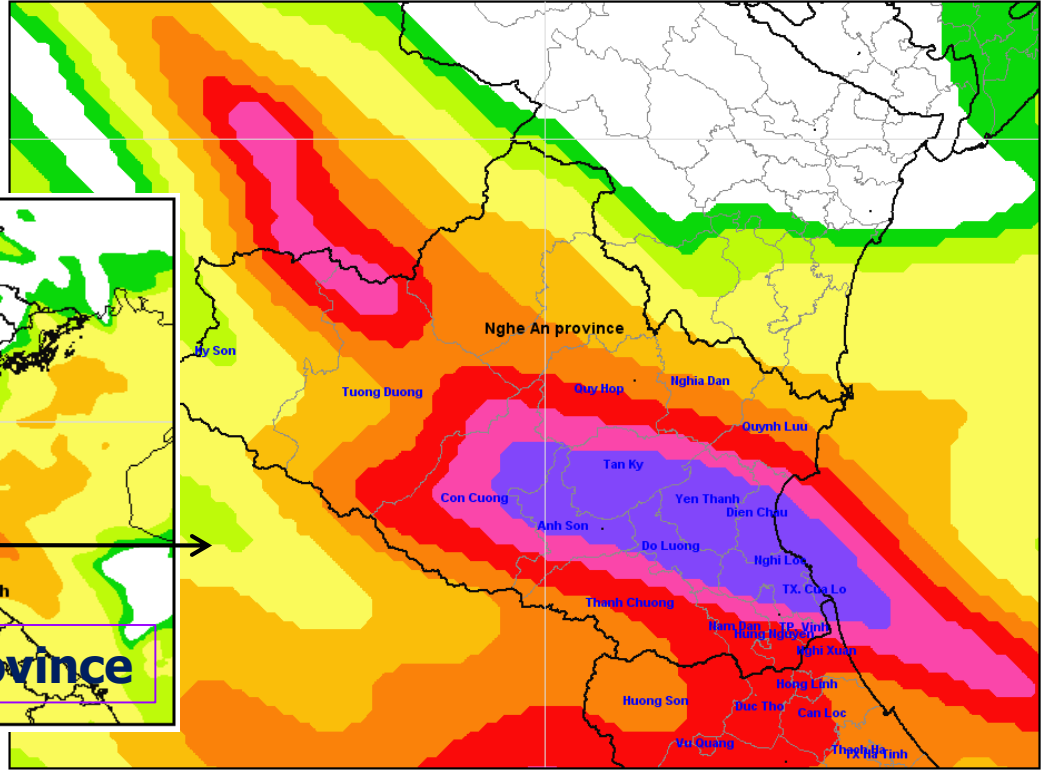 Nghe An province
Ky Son
Tuong Duong
Quy Hop
Nghia Dan
Quynh Luu
Tan Ky
Con Cuong
Yen Thanh
Dien Chau
Anh Son
Do Luong
Nghi Loc
TX. Cua Lo
h
Thanh Chuong
Nam Dan
TP. Vinh
Hung Nguyen
Nghi Xuan
ovince
Hong Linh
Huong Son
Duc Tho
Can Loc
Vu Quang
Thach Ha
Tx Ha Tinh